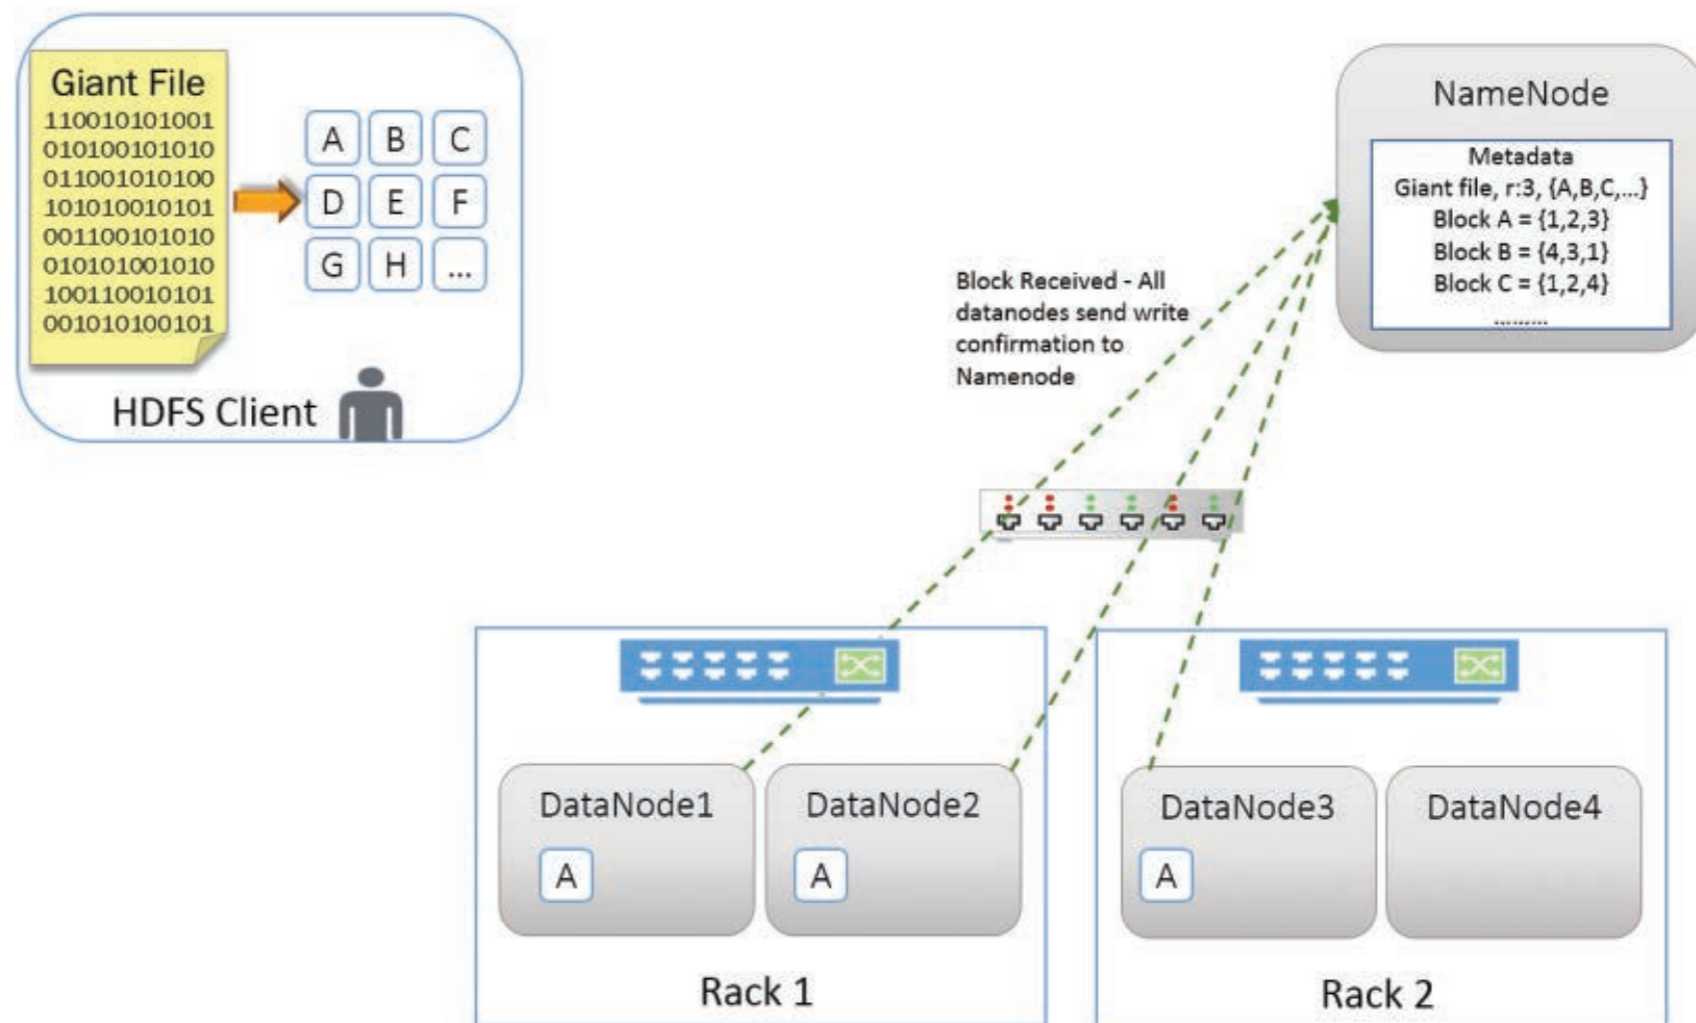 Giant File
110010101001
010100101010
011001010100
101010010101
001100101010
010101001010
100110010101
001010100101
A B C
D E F
G H ...
HDFS Client
NameNode
Metadata
Giant file, r:3, {A,B,C,...}
Block A = {1,2,3}
Block B = {4,3,1}
Block C = {1,2,4}
.........
Block Received - All
datanodes send write
confirmation to
Namenode
DataNode1
A
DataNode2
A
Rack 1
DataNode3
A
DataNode4
Rack 2